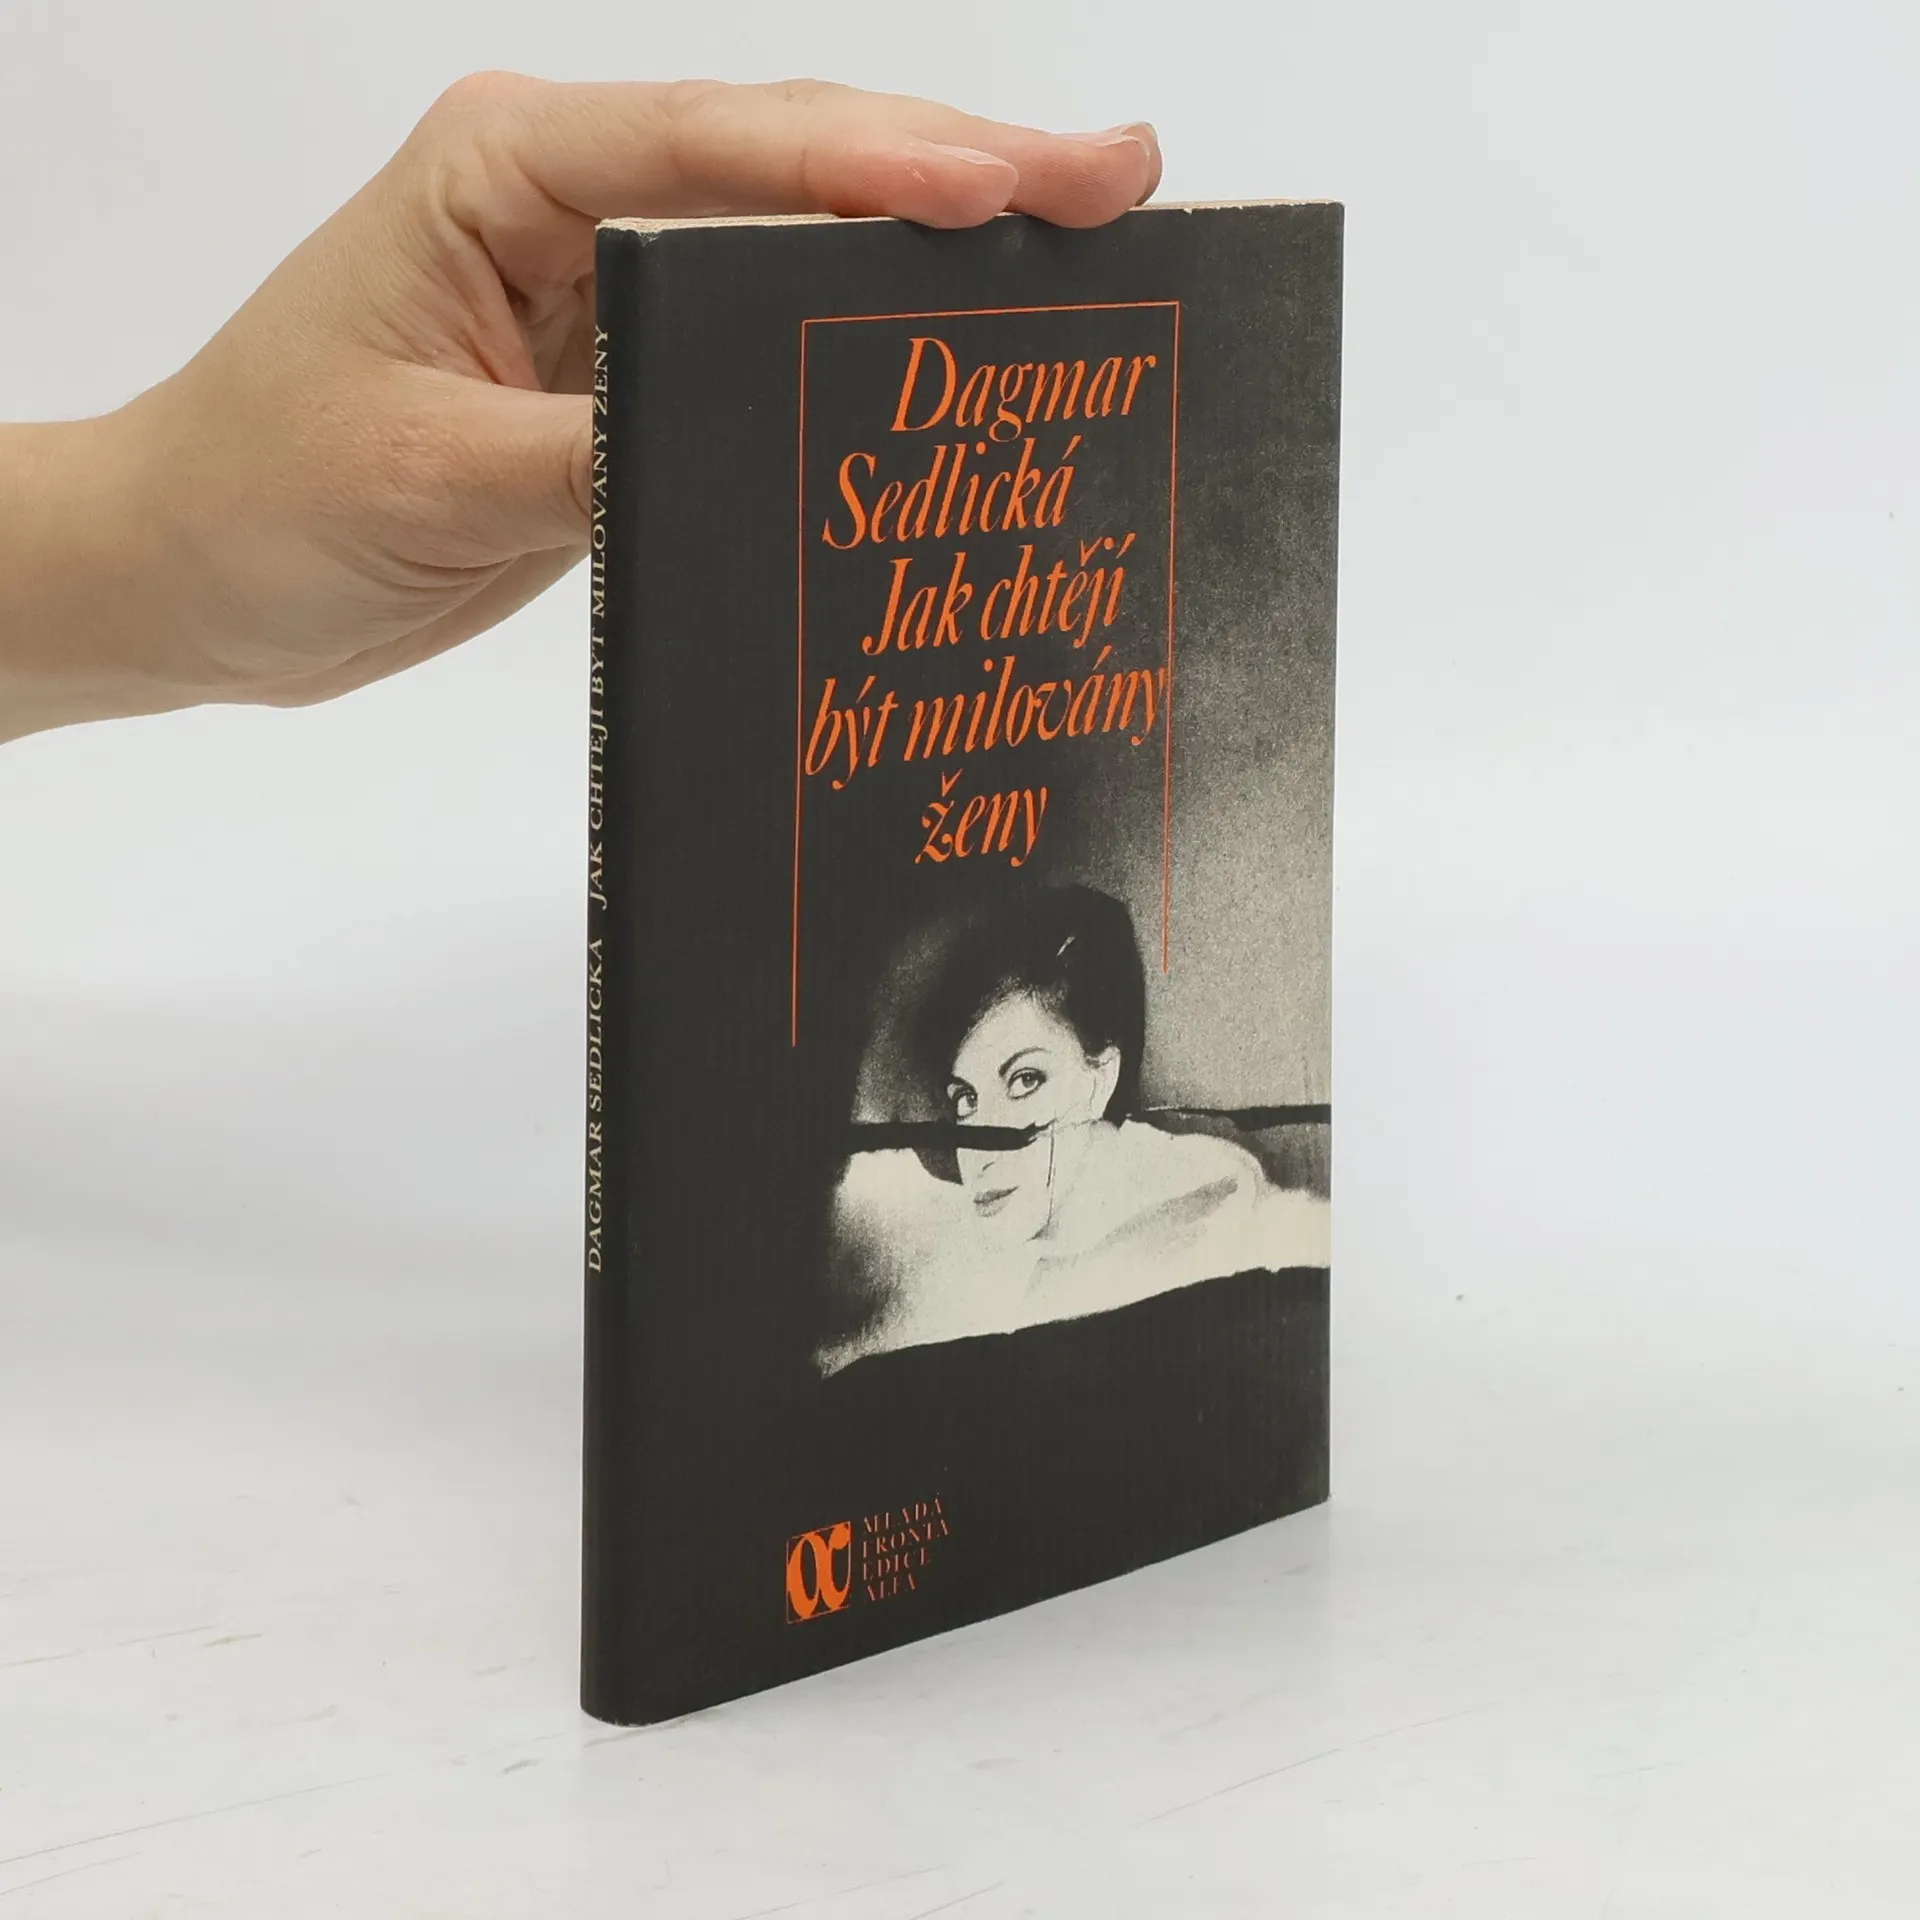 Dagmar
Sedlická
Jak chtějí
být milovány
ženy
MLADÁ
FRONTA
EDICE
ALFA
DAGMAR SEDLICKÁ JAK CHTĚJÍ BÝT MILOVÁNY ŽENY